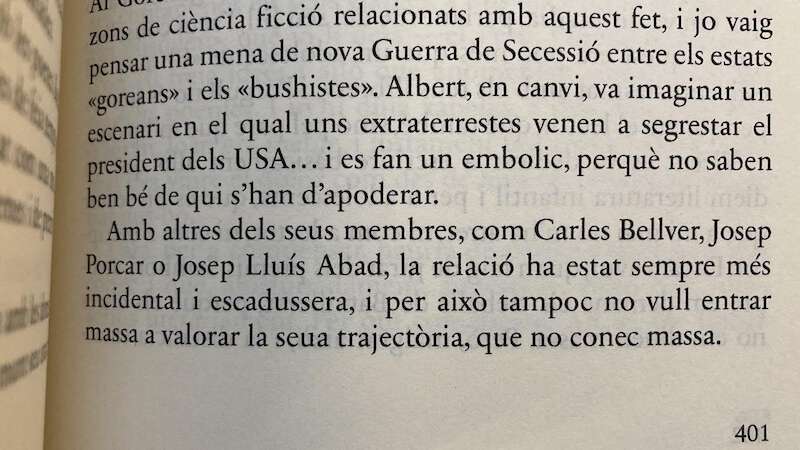 Al Gore
zons de ciència ficció relacionats amb aquest fet, i jo vaig
pensar una mena de nova Guerra de Secessió entre els estats
«goreans» i els «bushistes». Albert, en canvi, va imaginar un
escenari en el qual uns extraterrestes venen a segrestar el
president dels USA… i es fan un embolic, perquè no saben
ben bé de qui s’han d’apoderar.
Amb altres dels seus membres, com Carles Bellver, Josep
Porcar o Josep Lluís Abad, la relació ha estat sempre més
incidental i escadussera, i per això tampoc no vull entrar
massa a valorar la seua trajectòria, que no conec massa.
401